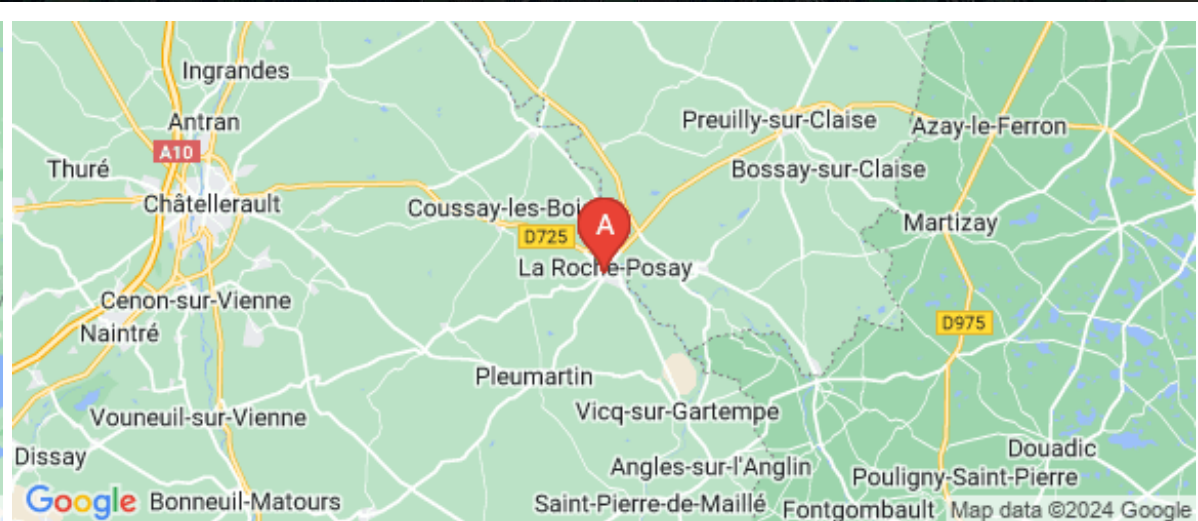 Ingrandes
Antran
Preuilly-sur-Claise
Azay-le-Ferron
A10
Thuré
Bossay-sur-Claise
Châtellerault
Coussay-les-Boi
A
Martizay
D725
La Roche-Posay
Cenon-sur-Vienne
Naintré
D975
Pleumartin
Vouneuil-sur-Vienne
Vicq-sur-Gartempe
Dissay
Douadic
Angles-sur-l'Anglin
Pouligny-Saint-Pierre
Google
Bonneuil-Matours
Saint-Pierre-de-Maillé
Fontgombault
Map data ©2024 Google